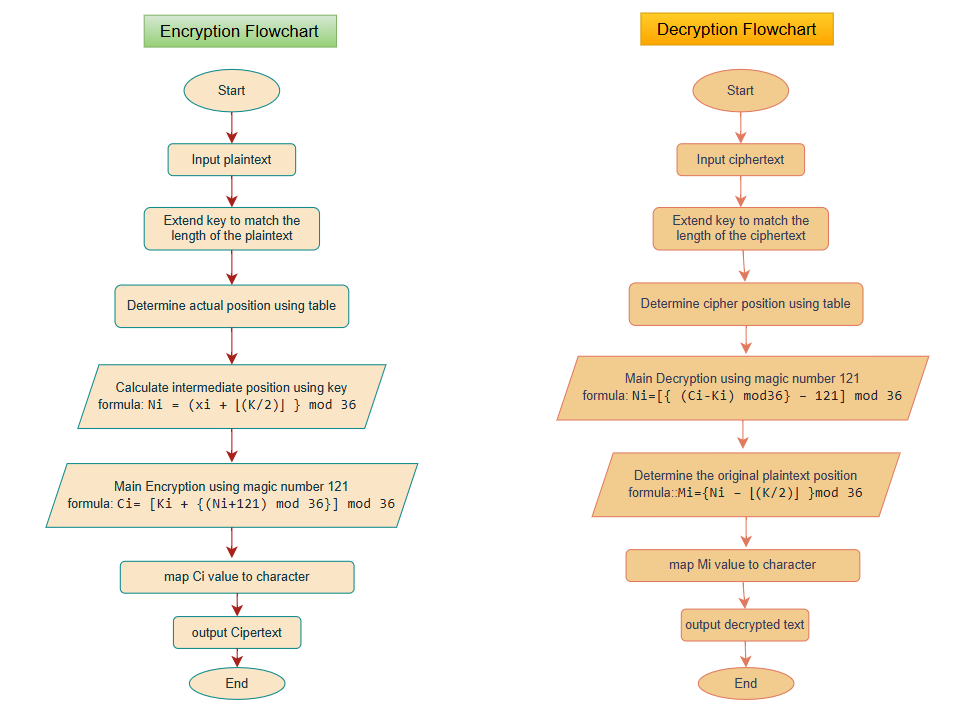 Encryption Flowchart
Start
Input plaintext
Extend key to match the
length of the plaintext
Determine actual position using table
Calculate intermediate position using key
formula: Ni = (xi + ⌊(K/2)⌋ } mod 36
Main Encryption using magic number 121
formula: Ci= [Ki + {(Ni+121) mod 36}] mod 36
map Ci value to character
output Cipertext
End
Decryption Flowchart
Start
Input ciphertext
Extend key to match the
length of the ciphertext
Determine cipher position using table
Main Decryption using magic number 121
formula: Ni=[{ (Ci-Ki) mod36} – 121] mod 36
Determine the original plaintext position
formula::Mi={Ni – ⌊(K/2)⌋ }mod 36
map Mi value to character
output decrypted text
End